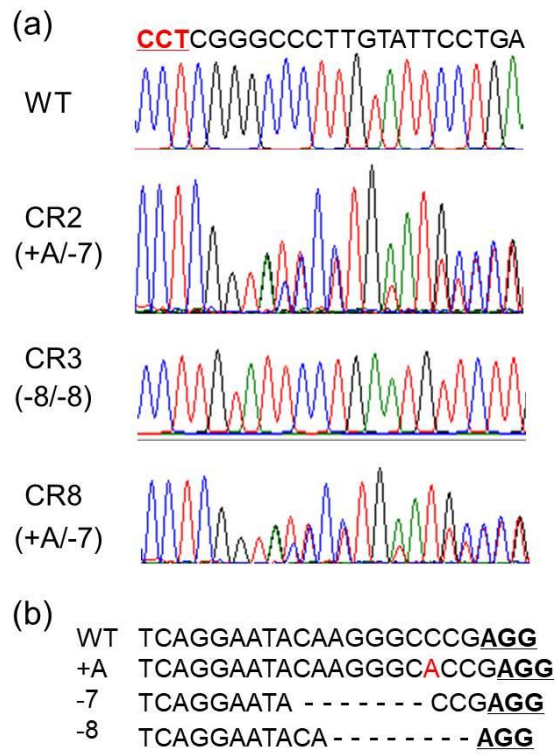 (a)
CCTCGGGCCCTTGTATTCCTGA
WT
CR2
(+A/-7)
CR3
(-8/-8)
CR8
(+A/-7)
(b)
WT TCAGGAATACAAGGGCCCGAGG
+A TCAGGAATACAAGGGCACCGAGG
-7 TCAGGAATA - - - - - - - CCGAGG
-8 TCAGGAATACA- - - - - - - - AGG